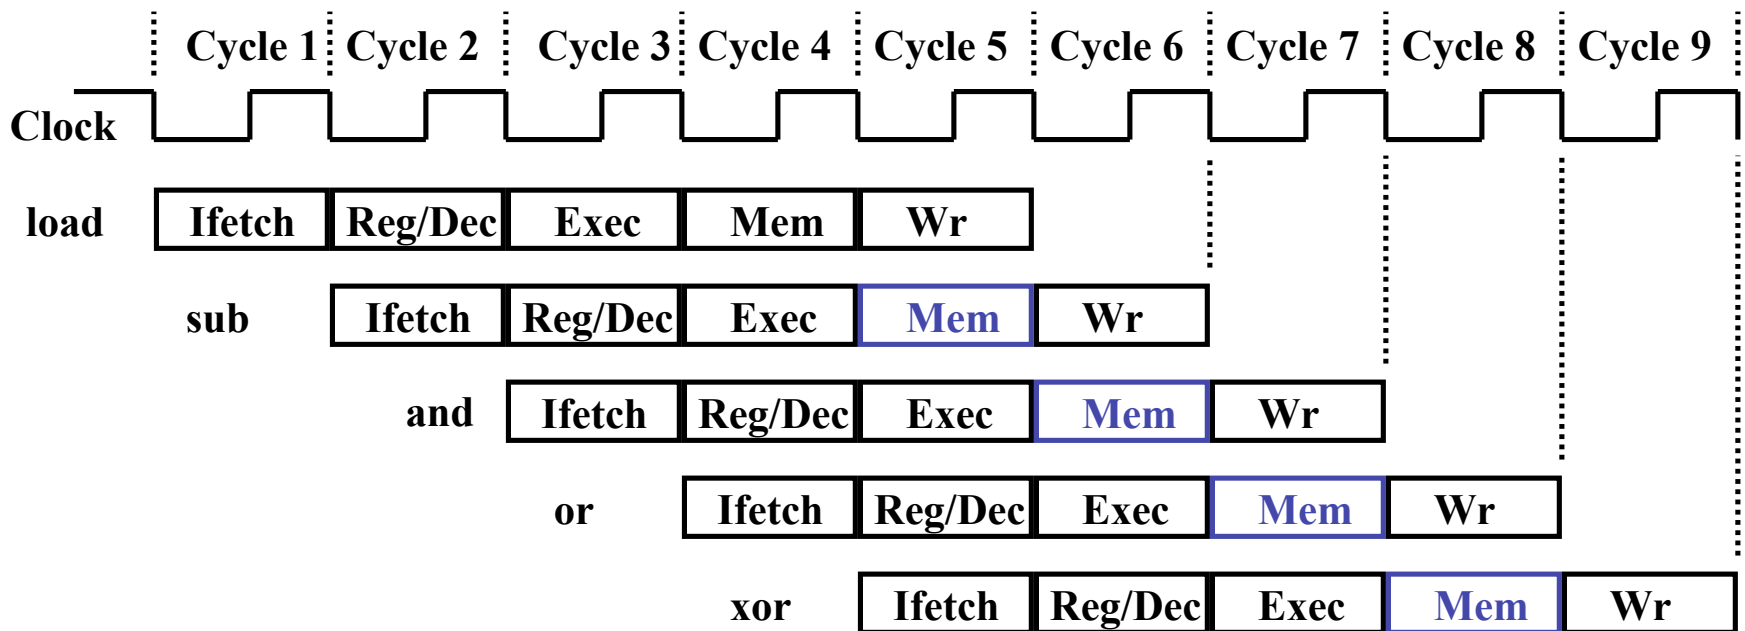 Cycle 1 Cycle 2 Cycle 3 Cycle 4 Cycle 5 Cycle 6 Cycle 7 Cycle 8 Cycle 9
Clock
load Ifetch Reg/Dec Exec Mem Wr
sub Ifetch Reg/Dec Exec Mem Wr
and Ifetch Reg/Dec Exec Mem Wr
or Ifetch Reg/Dec Exec Mem Wr
xor Ifetch Reg/Dec Exec Mem Wr